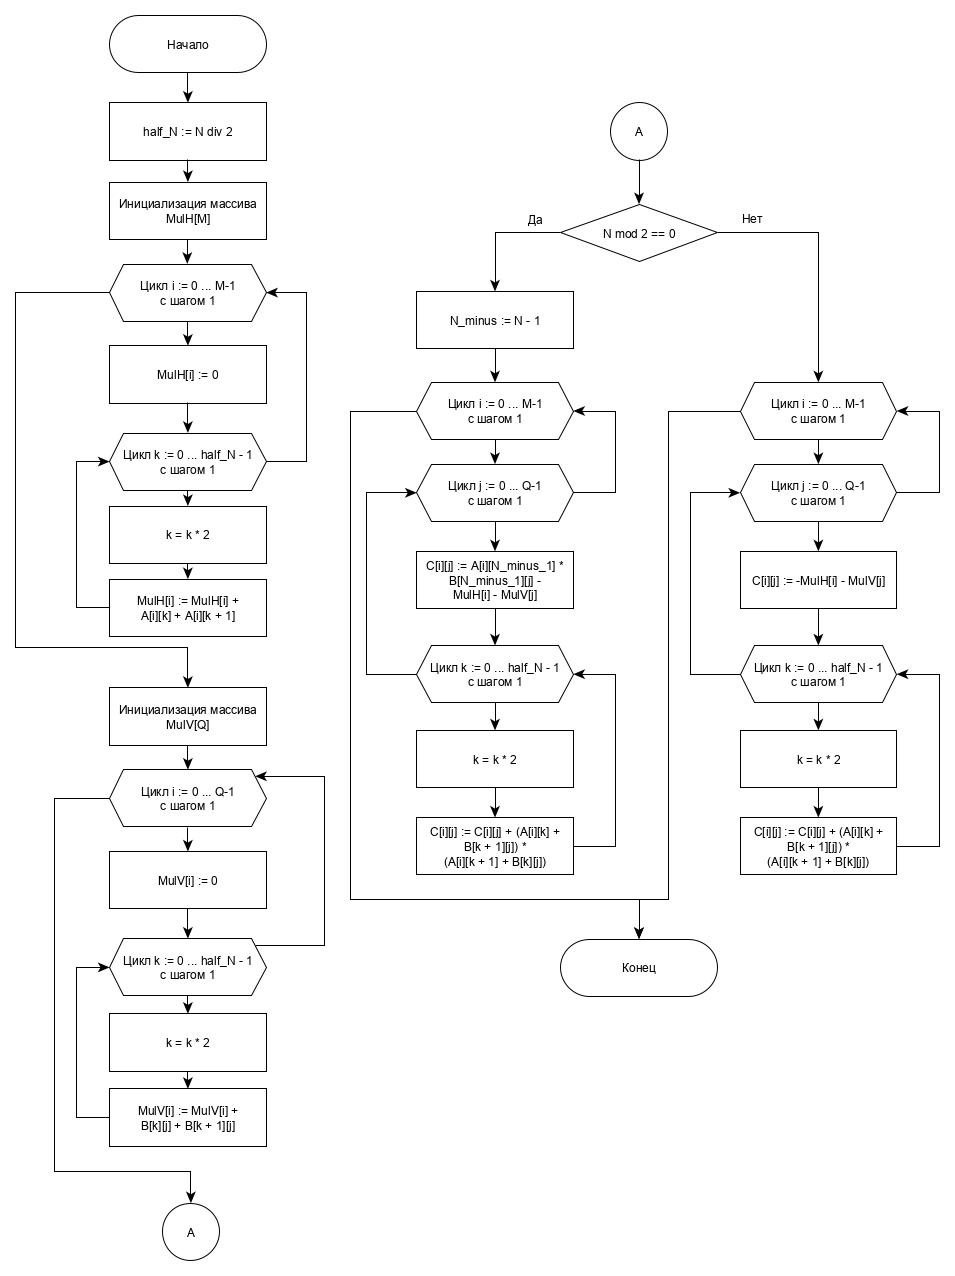 Начало
half_N := N div 2
Инициализация массива
MulH[M]
Цикл i := 0 ... M-1
с шагом 1
MulH[i] := 0
Цикл k := 0 ... half_N - 1
с шагом 1
k = k * 2
MulH[i] := MulH[i] +
A[i][k] + A[i][k + 1]
Инициализация массива
MulV[Q]
Цикл i := 0 ... Q-1
с шагом 1
MulV[i] := 0
Цикл k := 0 ... half_N - 1
с шагом 1
k = k * 2
MulV[i] := MulV[i] +
B[k][j] + B[k + 1][j]
A
A
N mod 2 == 0
Да
Нет
N_minus := N - 1
Цикл i := 0 ... M-1
с шагом 1
Цикл j := 0 ... Q-1
с шагом 1
C[i][j] := A[i][N_minus_1] *
B[N_minus_1][j] -
MulH[i] - MulV[j]
Цикл k := 0 ... half_N - 1
с шагом 1
k = k * 2
C[i][j] := C[i][j] + (A[i][k] +
B[k + 1][j]) *
(A[i][k + 1] + B[k][j])
Цикл i := 0 ... M-1
с шагом 1
Цикл j := 0 ... Q-1
с шагом 1
C[i][j] := -MulH[i] - MulV[j]
Цикл k := 0 ... half_N - 1
с шагом 1
k = k * 2
C[i][j] := C[i][j] + (A[i][k] +
B[k + 1][j]) *
(A[i][k + 1] + B[k][j])
Конец